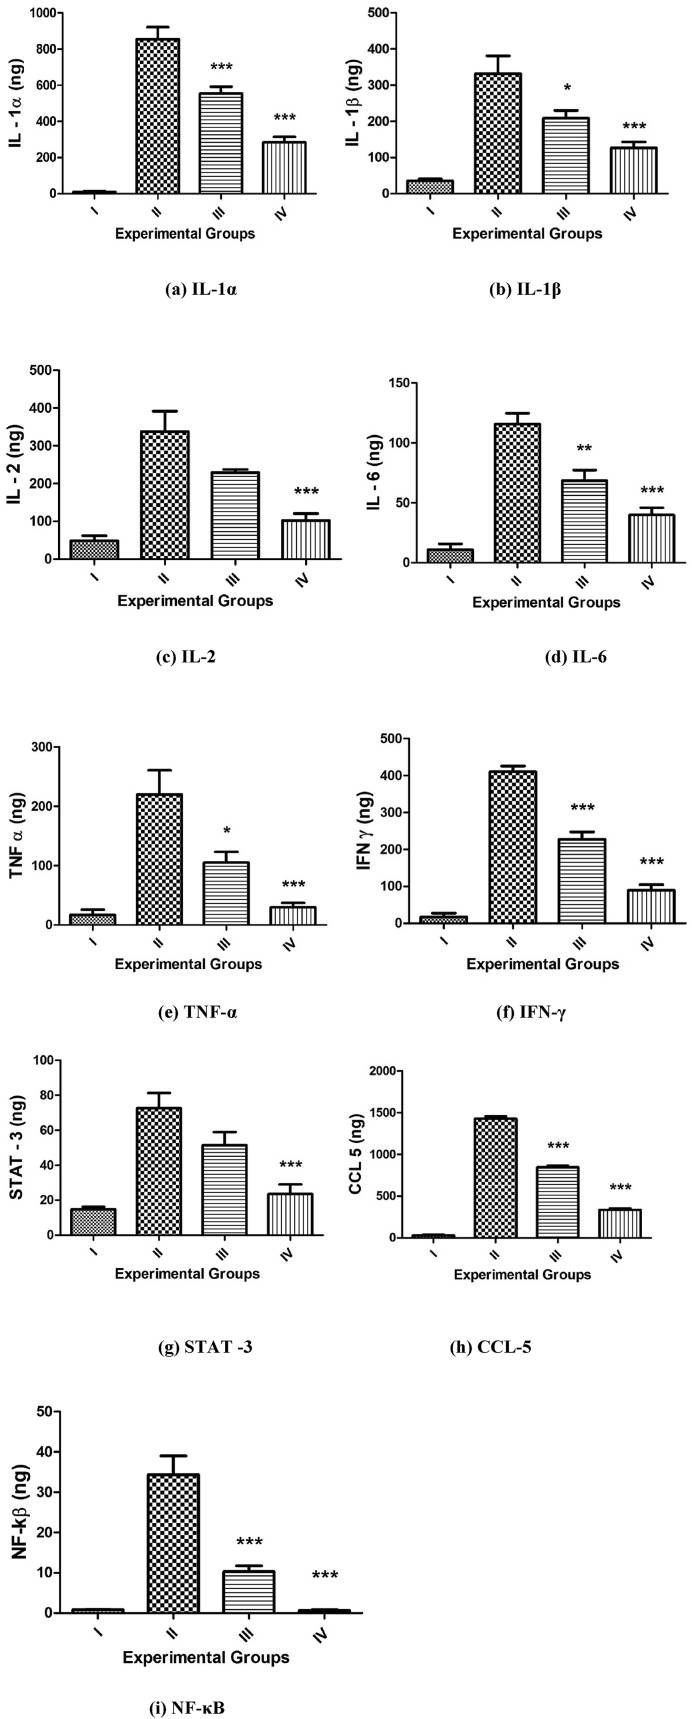 1000
800
600
400
200
0
IL - 1α (ng)
***
***
I II III IV
Experimental Groups
(a) IL-1α
500
400
300
200
100
0
IL - 1β (ng)
*
***
I II III IV
Experimental Groups
(b) IL-1β
500
400
300
200
100
0
IL - 2 (ng)
***
I II III IV
Experimental Groups
(c) IL-2
150
100
50
0
IL - 6 (ng)
**
***
I II III IV
Experimental Groups
(d) IL-6
300
200
100
0
TNF α (ng)
*
***
I II III IV
Experimental Groups
(e) TNF-α
500
400
300
200
100
0
IFN γ (ng)
***
***
I II III IV
Experimental Groups
(f) IFN-γ
100
80
60
40
20
0
STAT - 3 (ng)
***
I II III IV
Experimental Groups
(g) STAT -3
2000
1500
1000
500
0
CCL 5 (ng)
***
***
I II III IV
Experimental Groups
(h) CCL-5
50
40
30
20
10
0
NF-kβ (ng)
***
***
I II III IV
Experimental Groups
(i) NF-κB